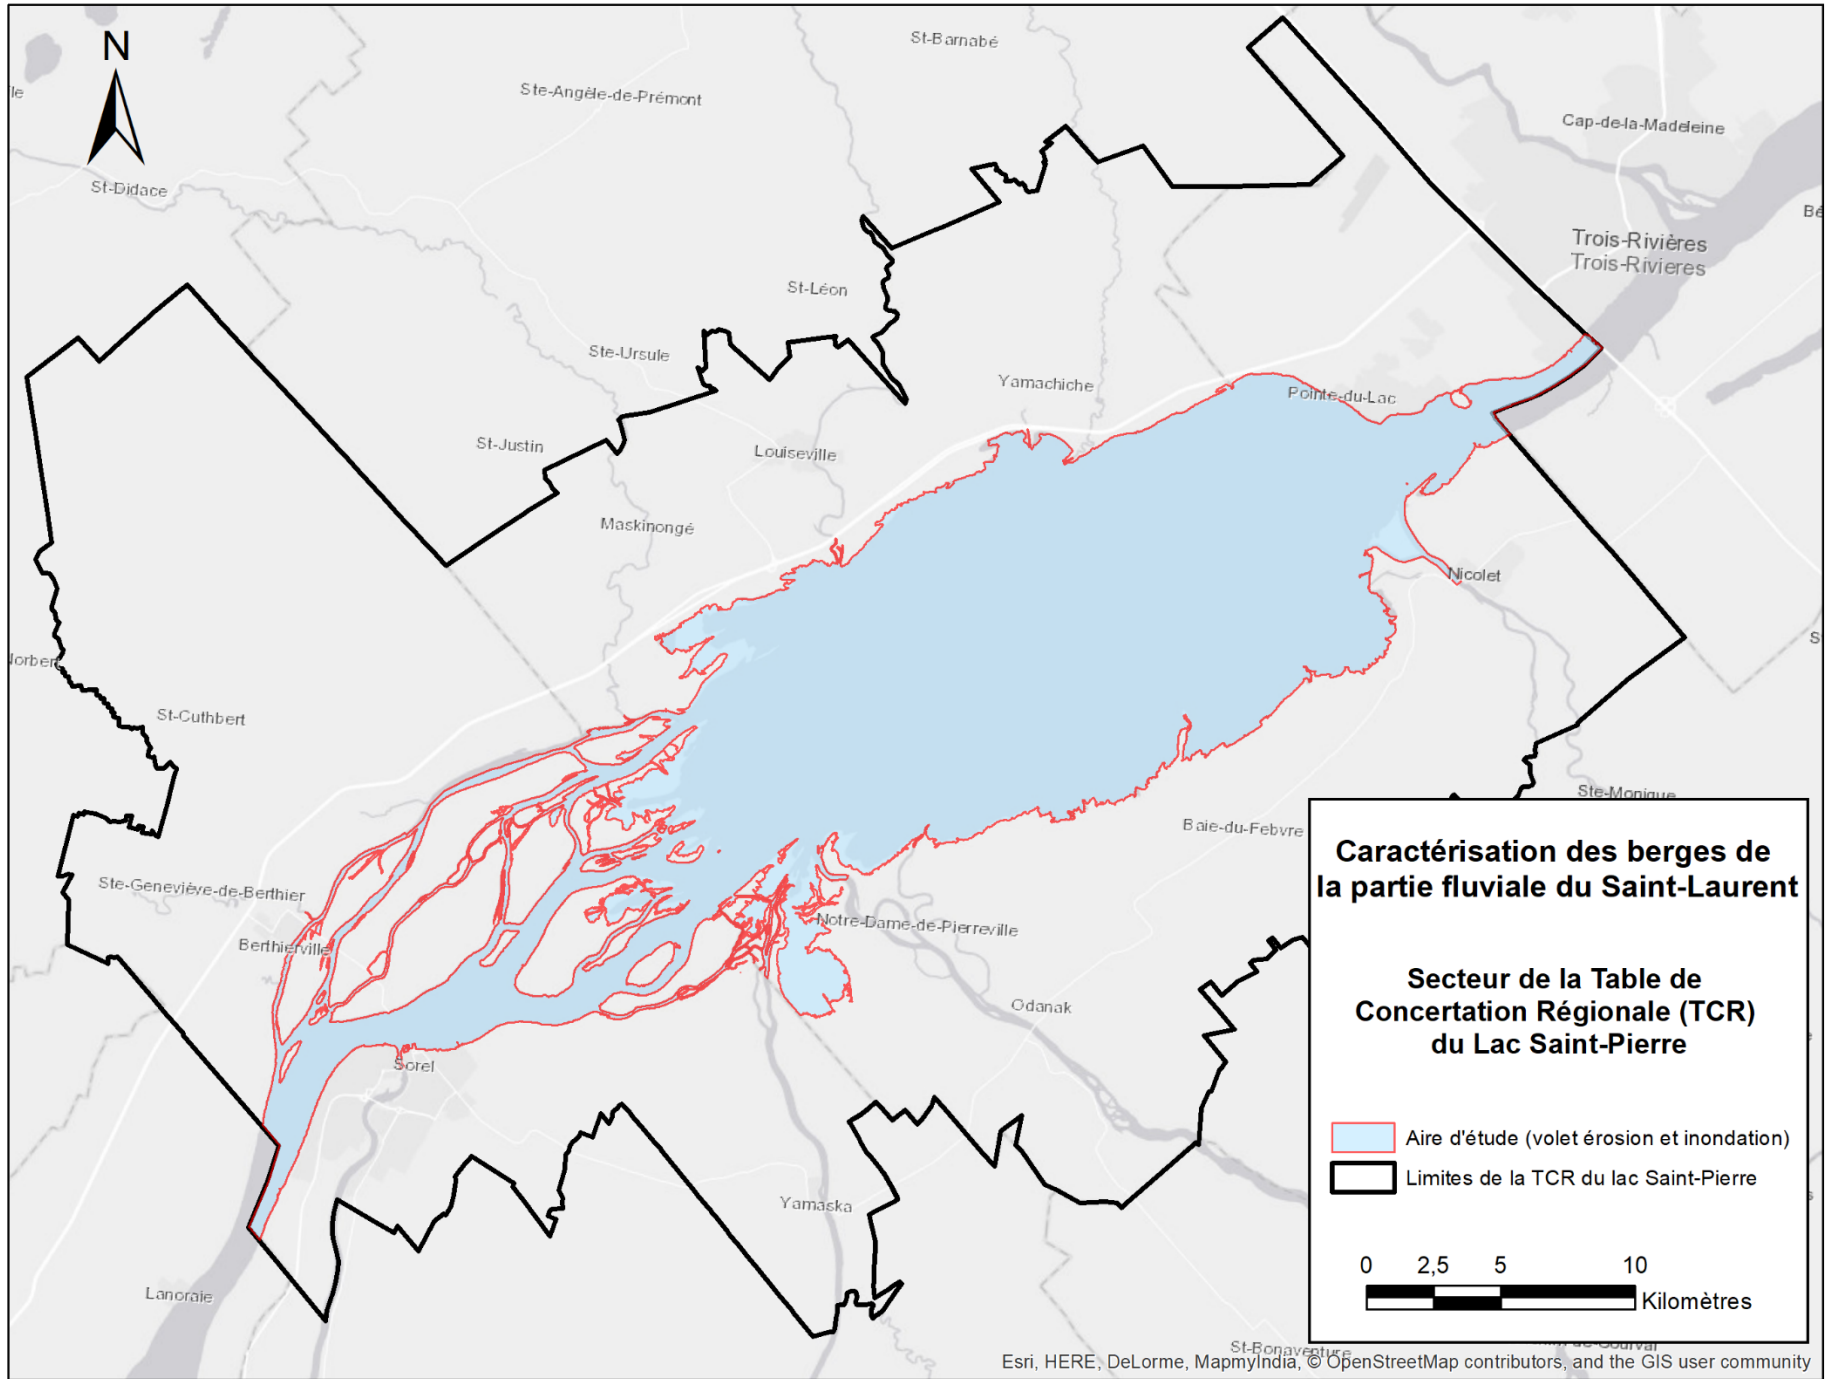 N
St-Barnabé
Ste-Angèle-de-Prémont
Cap-de-la-Madeleine
le
St-Didace
Bé
Trois-Rivières
Trois-Rivieres
St-Léon
Ste-Ursule
Yamachiche
Pointe-du-Lac
St-Justin
Louiseville
Maskinongé
Nicolet
Norbert
St-Cuthbert
Ste-Monique
Baie-du-Febvre
Ste-Geneviève-de-Berthier
Notre-Dame-de-Pierreville
Berthierville
Odanak
Sorel
Yamaska
Lanoraie
St-Bonaventure
Caractérisation des berges de
la partie fluviale du Saint-Laurent
Secteur de la Table de
Concertation Régionale (TCR)
du Lac Saint-Pierre
Aire d'étude (volet érosion et inondation)
Limites de la TCR du lac Saint-Pierre
0 2,5 5 10
Kilomètres
Esri, HERE, DeLorme, MapmyIndia, © OpenStreetMap contributors, and the GIS user community